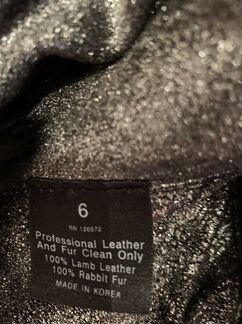 6
RN 126572
Professional Leather
And Fur Clean Only
100% Lamb Leather
100% Rabbit Fur
MADE IN KOREA